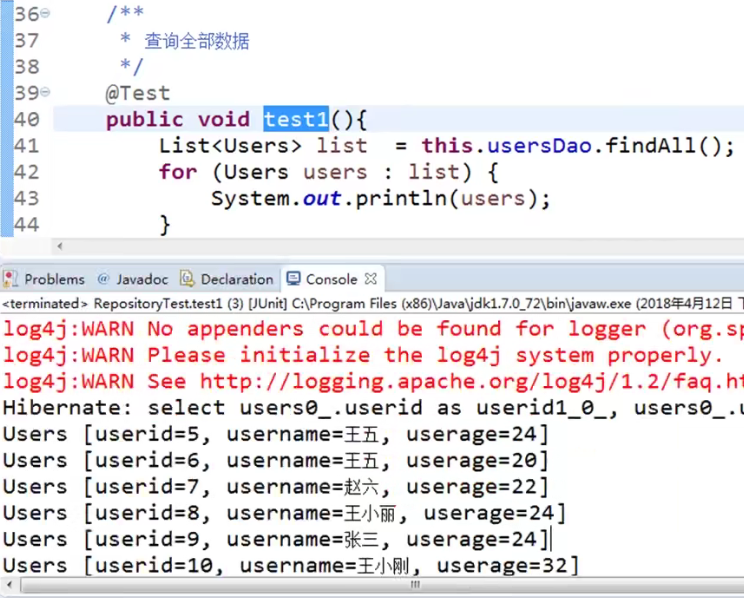 36 /**
37 * 查询全部数据
38 */
39 @Test
40 public void test1(){
41 List<Users> list = this.usersDao.findAll();
42 for (Users users : list) {
43 System.out.println(users);
44 }
Problems @ Javadoc Declaration Console
<terminated> RepositoryTest.test1 (3) [JUnit] C:\Program Files (x86)\Java\jdk1.7.0_72\bin\javaw.exe (2018年4月12日 下
log4j:WARN No appenders could be found for logger (org.sp
log4j:WARN Please initialize the log4j system properly.
log4j:WARN See http://logging.apache.org/log4j/1.2/faq.ht
Hibernate: select users0_.userid as userid1_0_, users0_.u
Users [userid=5, username=王五, userage=24]
Users [userid=6, username=王五, userage=20]
Users [userid=7, username=赵六, userage=22]
Users [userid=8, username=王小丽, userage=24]
Users [userid=9, username=张三, userage=24]
Users [userid=10, username=王小刚, userage=32]